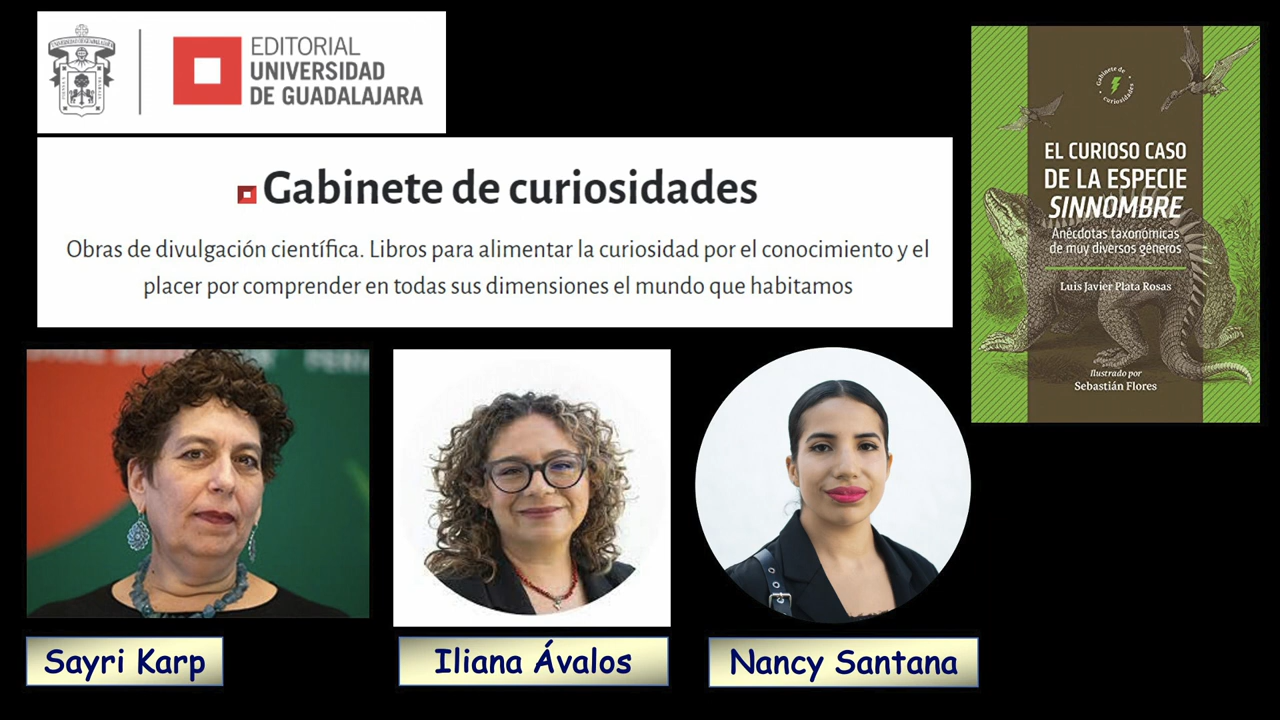 EDITORIAL
UNIVERSIDAD
DE GUADALAJARA
Gabinete de curiosidades
Obras de divulgación científica. Libros para alimentar la curiosidad por el conocimiento y el
placer por comprender en todas sus dimensiones el mundo que habitamos
Gabinete de
curiosidades
EL CURIOSO CASO
DE LA ESPECIE
SINNOMBRE
Anécdotas taxonómicas
de muy diversos géneros
Luis Javier Plata Rosas
Ilustrado por
Sebastián Flores
Sayri Karp
Iliana Ávalos
Nancy Santana